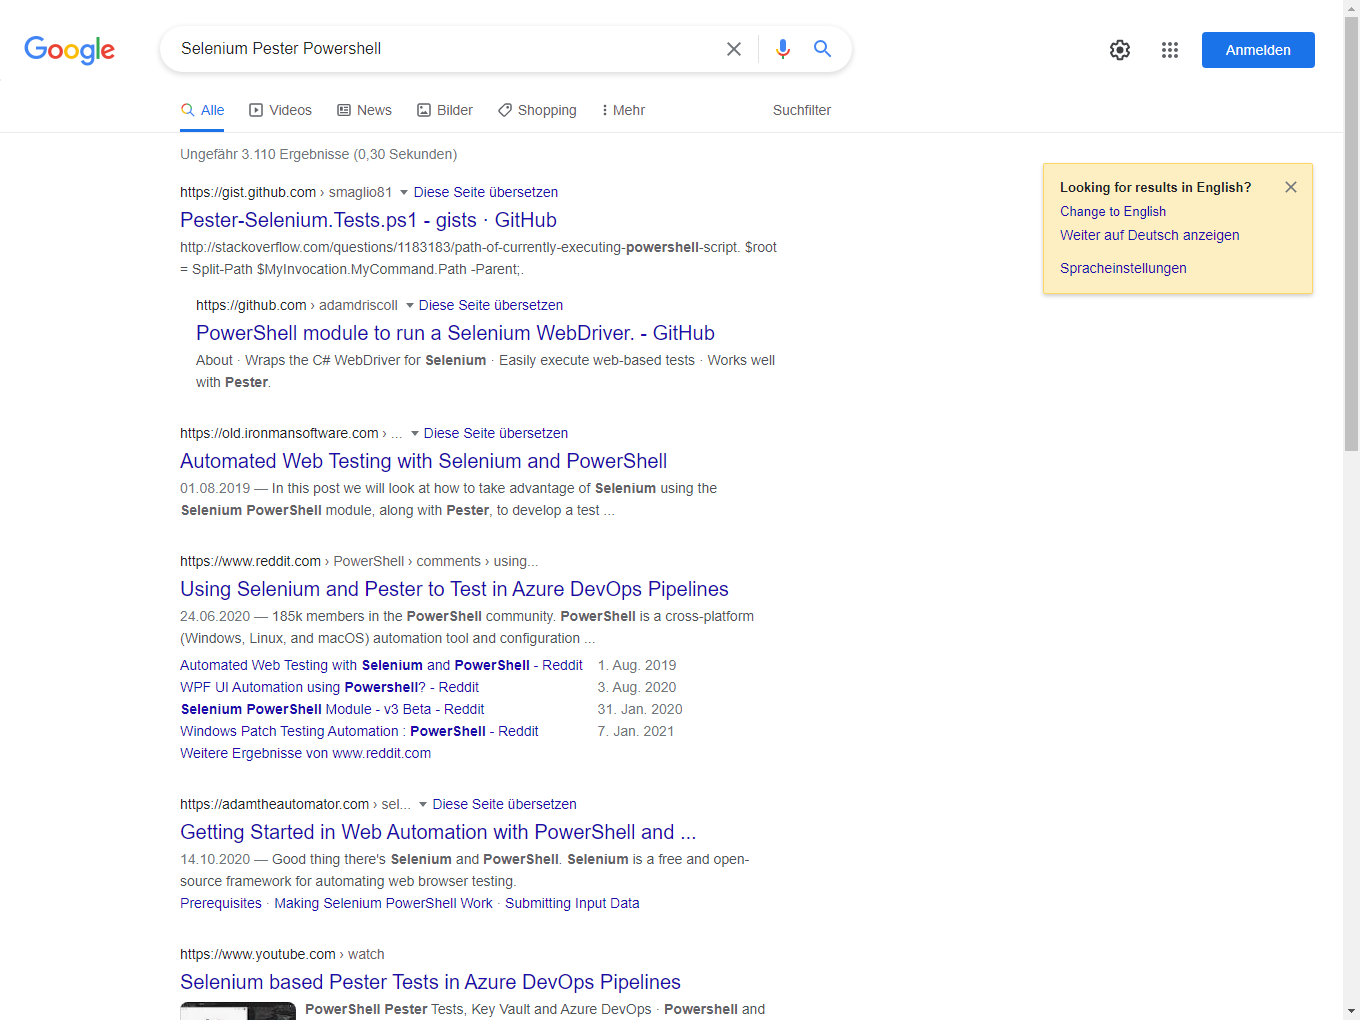 Google
Selenium Pester Powershell
Anmelden
Alle Videos News Bilder Shopping Mehr Suchfilter
Ungefähr 3.110 Ergebnisse (0,30 Sekunden)
Looking for results in English?
Change to English
Weiter auf Deutsch anzeigen
Spracheinstellungen
https://gist.github.com › smaglio81 Diese Seite übersetzen
Pester-Selenium.Tests.ps1 - gists · GitHub
http://stackoverflow.com/questions/1183183/path-of-currently-executing-powershell-script. $root
= Split-Path $MyInvocation.MyCommand.Path -Parent;.
https://github.com › adamdriscoll Diese Seite übersetzen
PowerShell module to run a Selenium WebDriver. - GitHub
About · Wraps the C# WebDriver for Selenium · Easily execute web-based tests · Works well
with Pester.
https://old.ironmansoftware.com › ... Diese Seite übersetzen
Automated Web Testing with Selenium and PowerShell
01.08.2019 — In this post we will look at how to take advantage of Selenium using the
Selenium PowerShell module, along with Pester, to develop a test ...
https://www.reddit.com › PowerShell › comments › using...
Using Selenium and Pester to Test in Azure DevOps Pipelines
24.06.2020 — 185k members in the PowerShell community. PowerShell is a cross-platform
(Windows, Linux, and macOS) automation tool and configuration ...
Automated Web Testing with Selenium and PowerShell - Reddit 1. Aug. 2019
WPF UI Automation using Powershell? - Reddit 3. Aug. 2020
Selenium PowerShell Module - v3 Beta - Reddit 31. Jan. 2020
Windows Patch Testing Automation : PowerShell - Reddit 7. Jan. 2021
Weitere Ergebnisse von www.reddit.com
https://adamtheautomator.com › sel... Diese Seite übersetzen
Getting Started in Web Automation with PowerShell and ...
14.10.2020 — Good thing there's Selenium and PowerShell. Selenium is a free and open-
source framework for automating web browser testing.
Prerequisites · Making Selenium PowerShell Work · Submitting Input Data
https://www.youtube.com › watch
Selenium based Pester Tests in Azure DevOps Pipelines
PowerShell Pester Tests, Key Vault and Azure DevOps · Powershell and